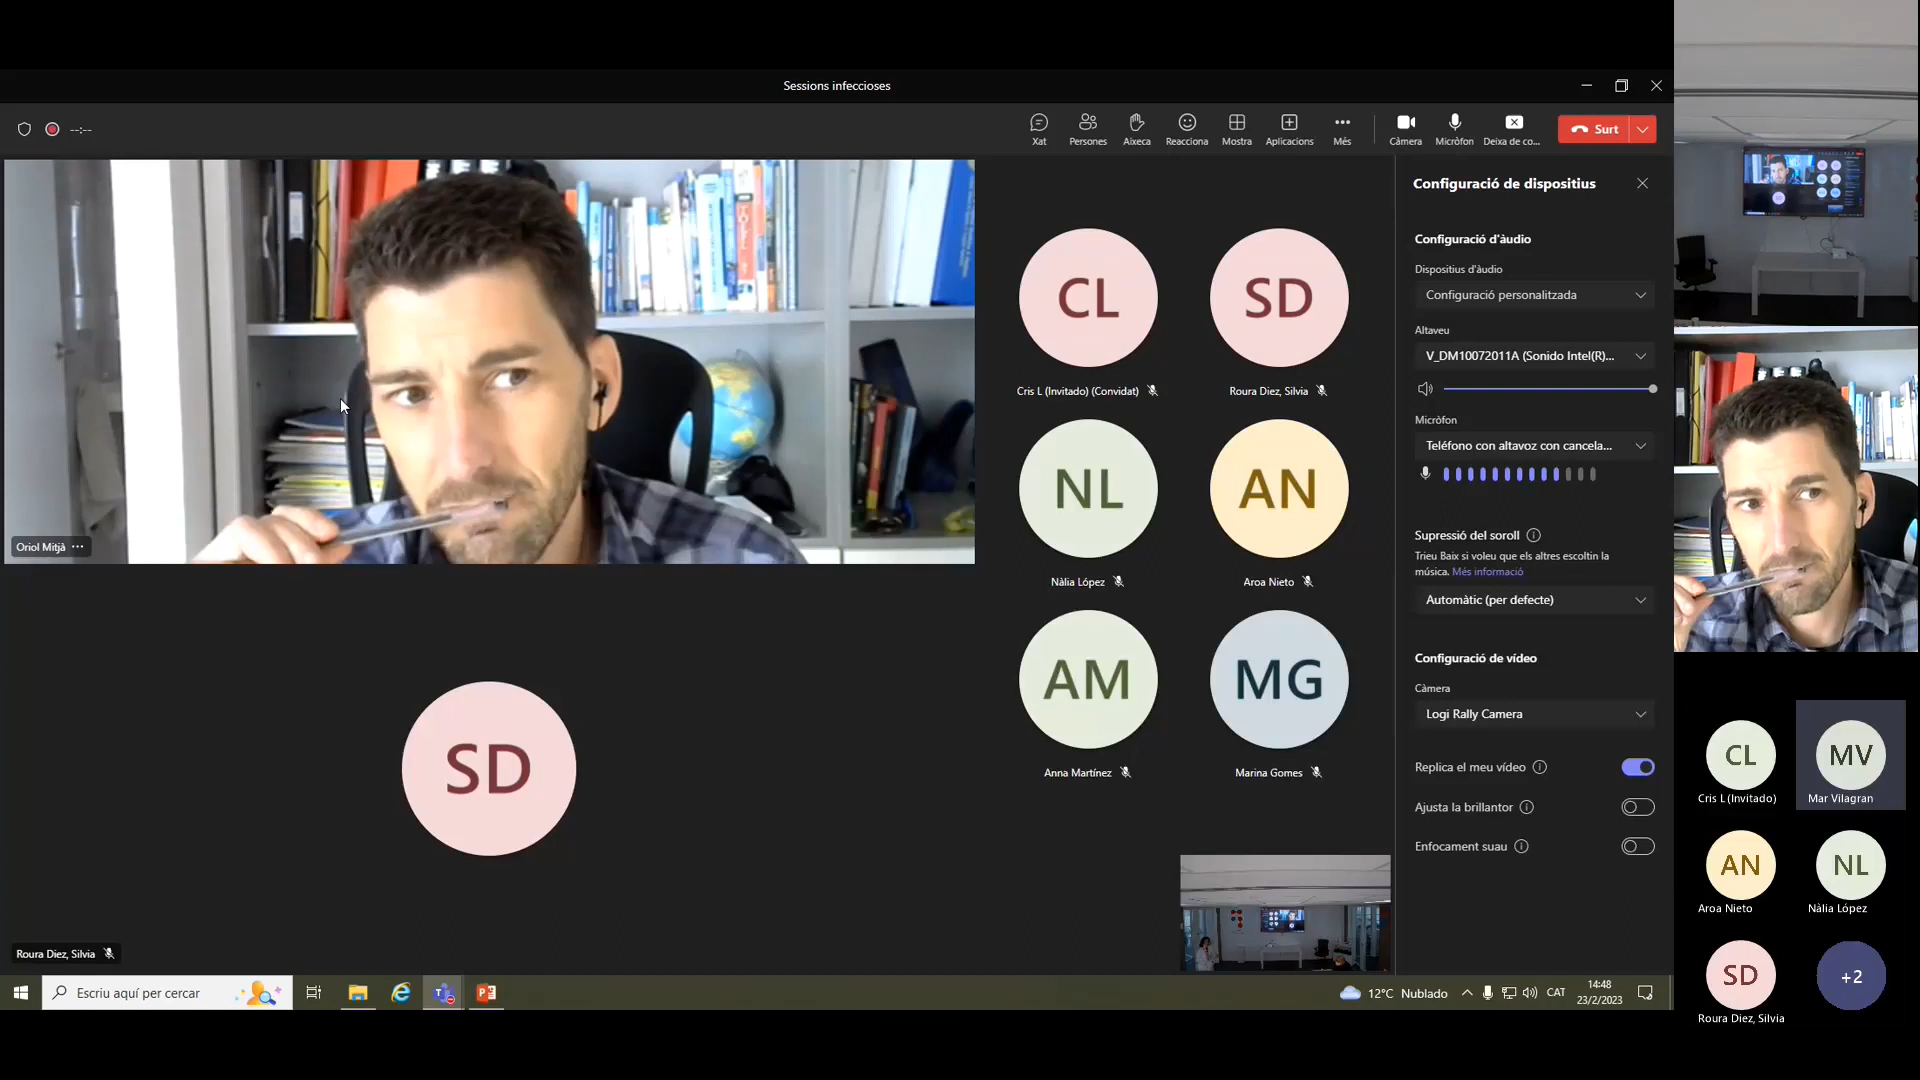 Sessions infeccioses
--:--
Xat
Persones
Aixeca
Reacciona
Mostra
Aplicacions
Més
Càmera
Micròfon
Deixa de co...
Surt
Oriol Mitjà ...
CL
Cris L (Invitado) (Convidat)
SD
Roura Diez, Silvia
NL
Nàlia López
AN
Aroa Nieto
AM
Anna Martínez
MG
Marina Gomes
SD
Roura Diez, Silvia
Configuració de dispositius
Configuració d'àudio
Dispositius d'àudio
Configuració personalitzada
Altaveu
V_DM10072011A (Sonido Intel(R)...
Micròfon
Teléfono con altavoz con cancela...
Supressió del soroll
Trieu Baix si voleu que els altres escoltin la
música. Més informació
Automàtic (per defecte)
Configuració de vídeo
Càmera
Logi Rally Camera
Replica el meu vídeo
Ajusta la brillantor
Enfocament suau
Escriu aquí per cercar
12°C Nublado
CAT
14:48
23/2/2023
CL
Cris L (Invitado)
MV
Mar Vilagran
AN
Aroa Nieto
NL
Nàlia López
SD
Roura Diez, Silvia
+2